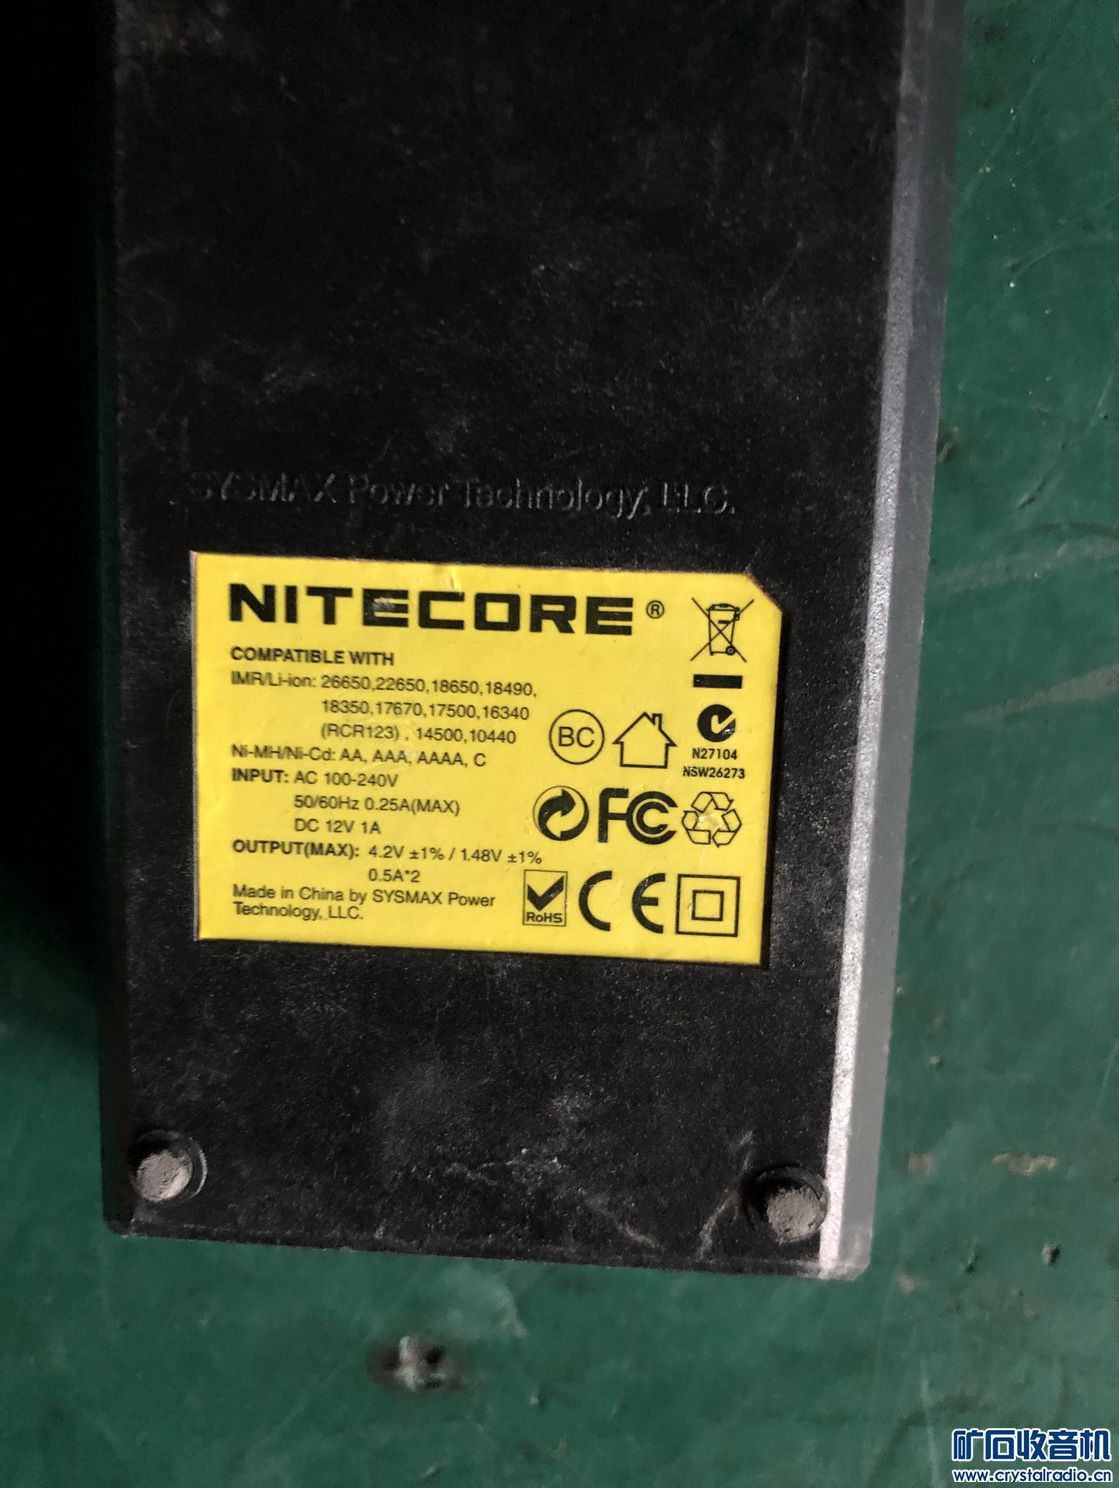 SYSMAX Power Technology, LLC.
NITECORE®
COMPATIBLE WITH
IMR/Li-ion: 26650,22650,18650,18490,
18350,17670,17500,16340
(RCR123) , 14500,10440
Ni-MH/Ni-Cd: AA, AAA, AAAA, C
INPUT: AC 100-240V
50/60Hz 0.25A(MAX)
DC 12V 1A
OUTPUT(MAX): 4.2V ±1% / 1.48V ±1%
0.5A*2
Made in China by SYSMAX Power
Technology, LLC.
BC
N27104
NSW26273
FC
RoHS
CE
矿石收音机
www.crystalradio.cn